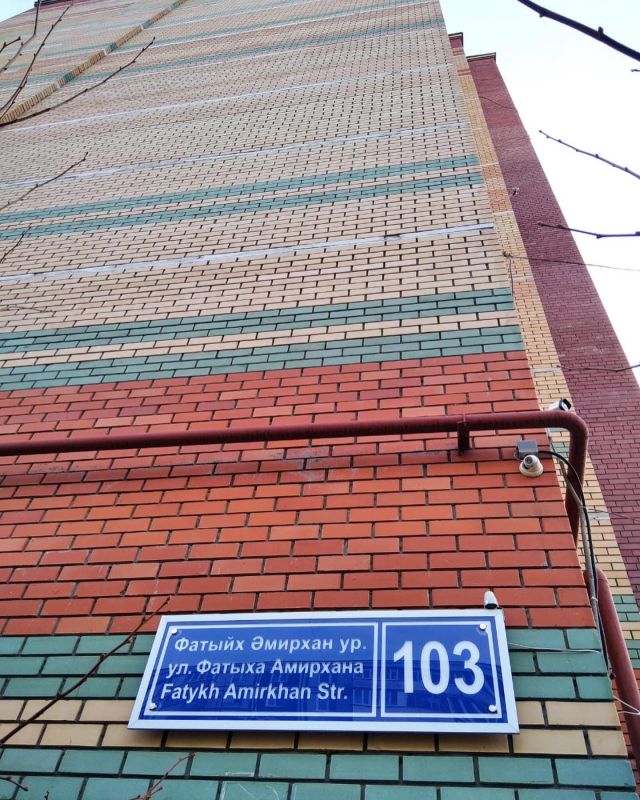 Фатыйх Әмирхан ур.
ул. Фатыха Амирхана
Fatykh Amirkhan Str.
103